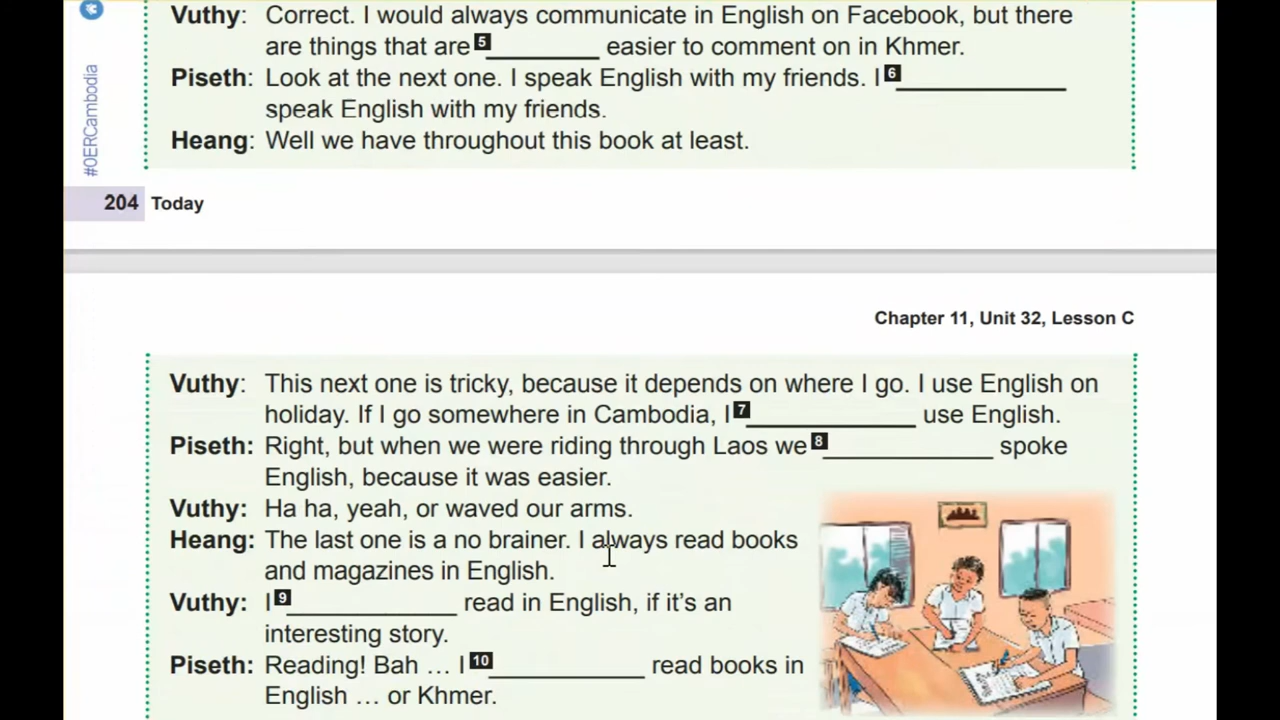 Vuthy: Correct. I would always communicate in English on Facebook, but there
are things that are 5 ________ easier to comment on in Khmer.
Piseth: Look at the next one. I speak English with my friends. I 6 ____________
speak English with my friends.
Heang: Well we have throughout this book at least.
#OERCambodia
204 Today
Chapter 11, Unit 32, Lesson C
Vuthy: This next one is tricky, because it depends on where I go. I use English on
holiday. If I go somewhere in Cambodia, I 7 ____________ use English.
Piseth: Right, but when we were riding through Laos we 8 ____________ spoke
English, because it was easier.
Vuthy: Ha ha, yeah, or waved our arms.
Heang: The last one is a no brainer. I always read books
and magazines in English.
Vuthy: I 9 ____________ read in English, if it’s an
interesting story.
Piseth: Reading! Bah … I 10 ___________ read books in
English … or Khmer.